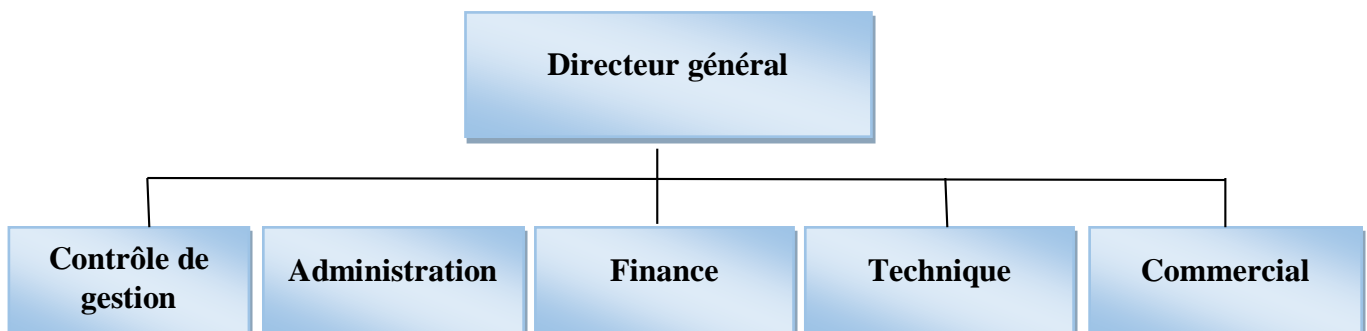 Directeur général
Contrôle de
gestion
Administration
Finance
Technique
Commercial